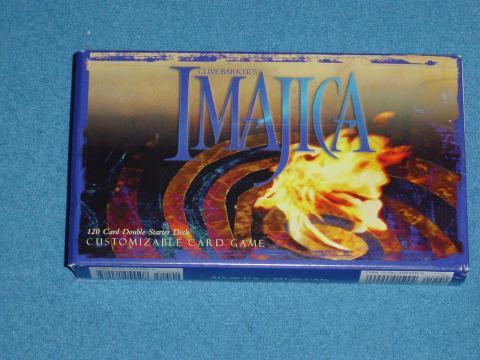 CLIVE BARKER'S
IMAJICA
120 Card Double Starter Deck
CUSTOMIZABLE CARD GAME